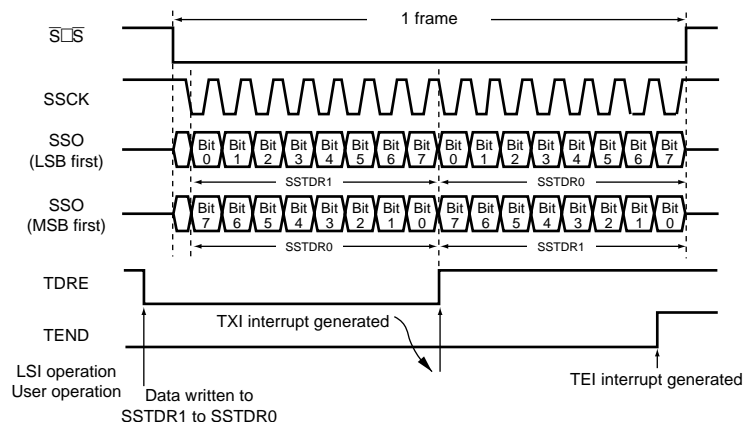 1 frame
S□S
SSCK
SSO
(LSB first)
Bit 0 Bit 1 Bit 2 Bit 3 Bit 4 Bit 5 Bit 6 Bit 7 Bit 0 Bit 1 Bit 2 Bit 3 Bit 4 Bit 5 Bit 6 Bit 7
SSTDR1 SSTDR0
SSO
(MSB first)
Bit 7 Bit 6 Bit 5 Bit 4 Bit 3 Bit 2 Bit 1 Bit 0 Bit 7 Bit 6 Bit 5 Bit 4 Bit 3 Bit 2 Bit 1 Bit 0
SSTDR0 SSTDR1
TDRE
TXI interrupt generated
TEND
LSI operation
User operation
Data written to
SSTDR1 to SSTDR0
TEI interrupt generated